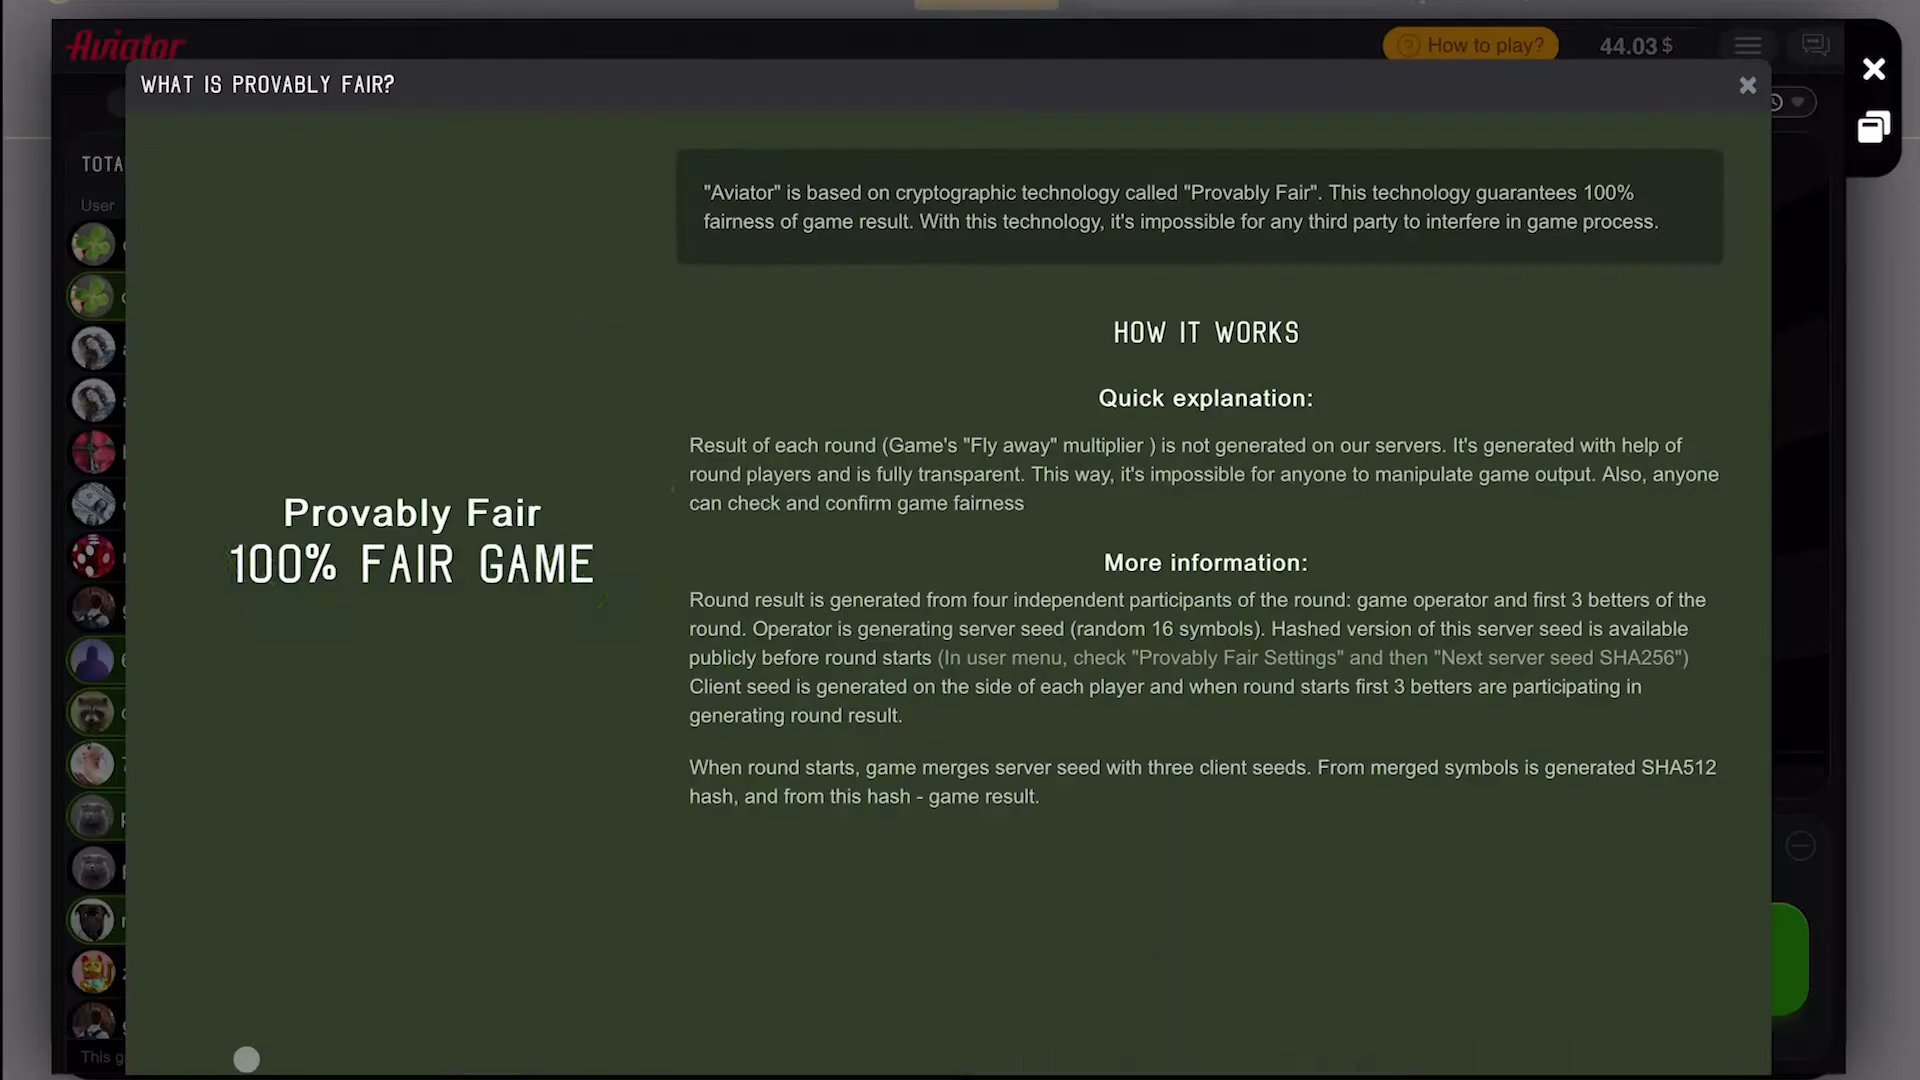 Aviator
How to play?
44.03 $
WHAT IS PROVABLY FAIR?
TOTA
User
"Aviator" is based on cryptographic technology called "Provably Fair". This technology guarantees 100%
fairness of game result. With this technology, it's impossible for any third party to interfere in game process.
HOW IT WORKS
Quick explanation:
Result of each round (Game's "Fly away" multiplier ) is not generated on our servers. It's generated with help of
round players and is fully transparent. This way, it's impossible for anyone to manipulate game output. Also, anyone
can check and confirm game fairness
Provably Fair
100% FAIR GAME
More information:
Round result is generated from four independent participants of the round: game operator and first 3 betters of the
round. Operator is generating server seed (random 16 symbols). Hashed version of this server seed is available
publicly before round starts (In user menu, check "Provably Fair Settings" and then "Next server seed SHA256")
Client seed is generated on the side of each player and when round starts first 3 betters are participating in
generating round result.
When round starts, game merges server seed with three client seeds. From merged symbols is generated SHA512
hash, and from this hash - game result.
This g